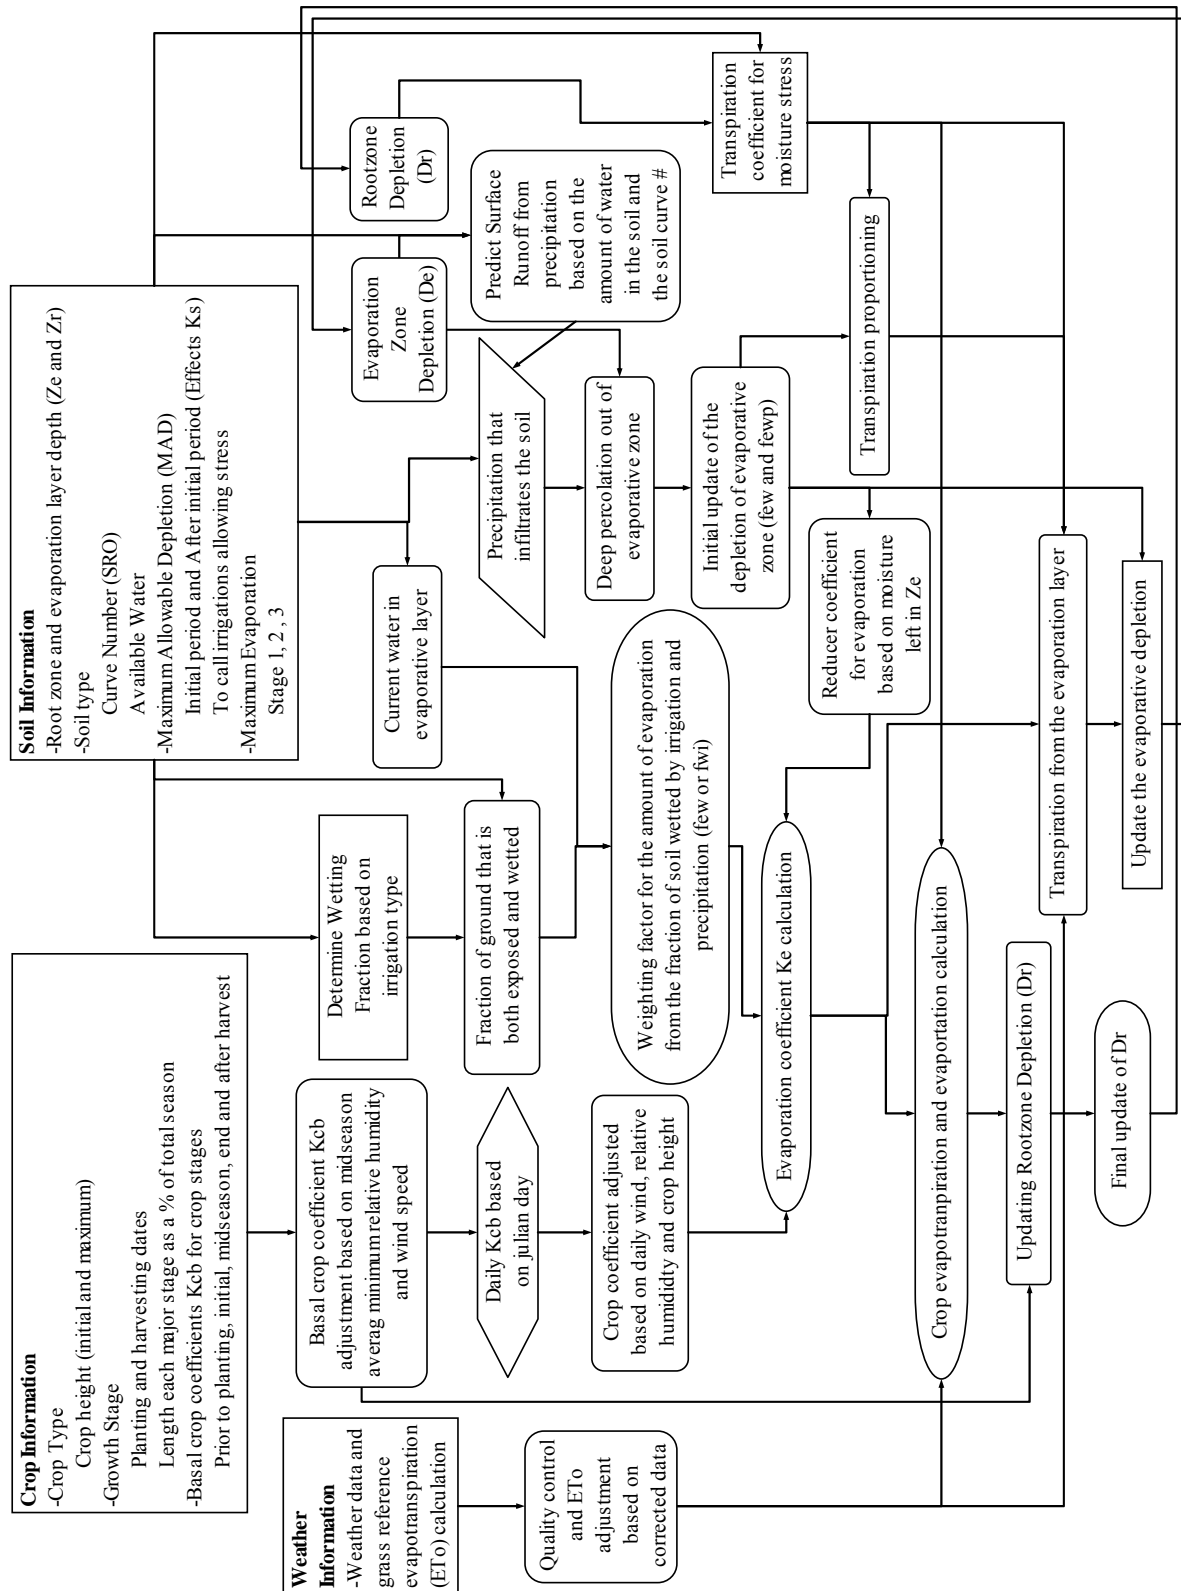 Crop Information
-Crop Type
Crop height (initial and maximum)
-Growth Stage
Planting and harvesting dates
Length each major stage as a % of total season
-Basal crop coefficients Kcb for crop stages
Prior to planting, initial, midseason, end and after harvest
Soil Information
-Root zone and evaporation layer depth (Ze and Zr)
-Soil type
Curve Number (SRO)
Available Water
-Maximum Allowable Depletion (MAD)
Initial period and After initial period (Effects Ks)
To call irrigations allowing stress
-Maximum Evaporation
Stage 1, 2 , 3
Weather
Information
-Weather data and
grass reference
evapotranspiration
(ETo) calculation
Quality control
and ETo
adjustment
based on
corrected data
Basal crop coefficient Kcb
adjustment based on midseason
averag minimum relative humidity
and wind speed
Daily Kcb based
on julian day
Crop coefficient adjusted
based on daily wind, relative
humididty and crop height
Determine Wetting
Fraction based on
irrigation type
Fraction of ground that is
both exposed and wetted
Current water in
evaporative layer
Weighting factor for the amount of evaporation
from the fraction of soil wetted by irrigation and
precipitation (few or fwi)
Evaporation coefficient Ke calculation
Evaporation
Zone
Depletion (De)
Rootzone
Depletion
(Dr)
Predict Surface
Runoff from
precipitation
based on the
amount of water
in the soil and
the soil curve #
Precipitation that
infiltrates the soil
Deep percolation out of
evaporative zone
Initial update of the
depletion of evaporative
zone (few and fewp)
Transpiration
coefficient for
moisture stress
Transpiration proportioning
Reducer coefficient
for evaporation
based on moisture
left in Ze
Crop evapotranpiration and evaportation calculation
Updating Rootzone Depletion (Dr)
Final update of Dr
Transpiration from the evaporation layer
Update the evaporative depletion